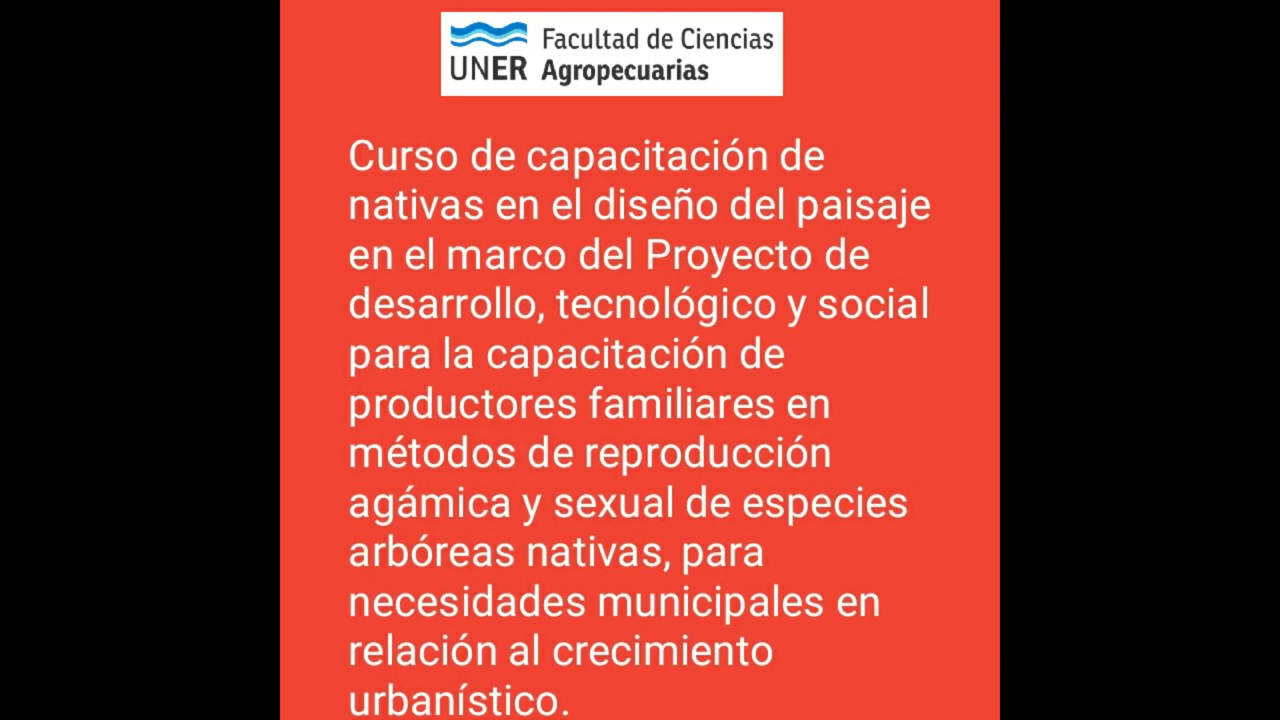 UNER
Facultad de Ciencias
Agropecuarias
Curso de capacitación de
nativas en el diseño del paisaje
en el marco del Proyecto de
desarrollo, tecnológico y social
para la capacitación de
productores familiares en
métodos de reproducción
agámica y sexual de especies
arbóreas nativas, para
necesidades municipales en
relación al crecimiento
urbanístico.